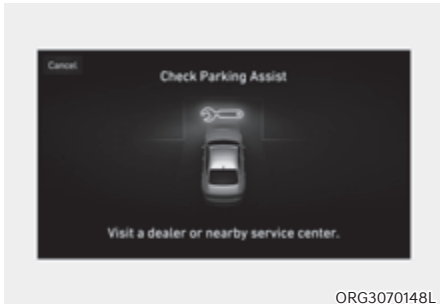 Cancel
Check Parking Assist
Visit a dealer or nearby service center.
ORG3070148L